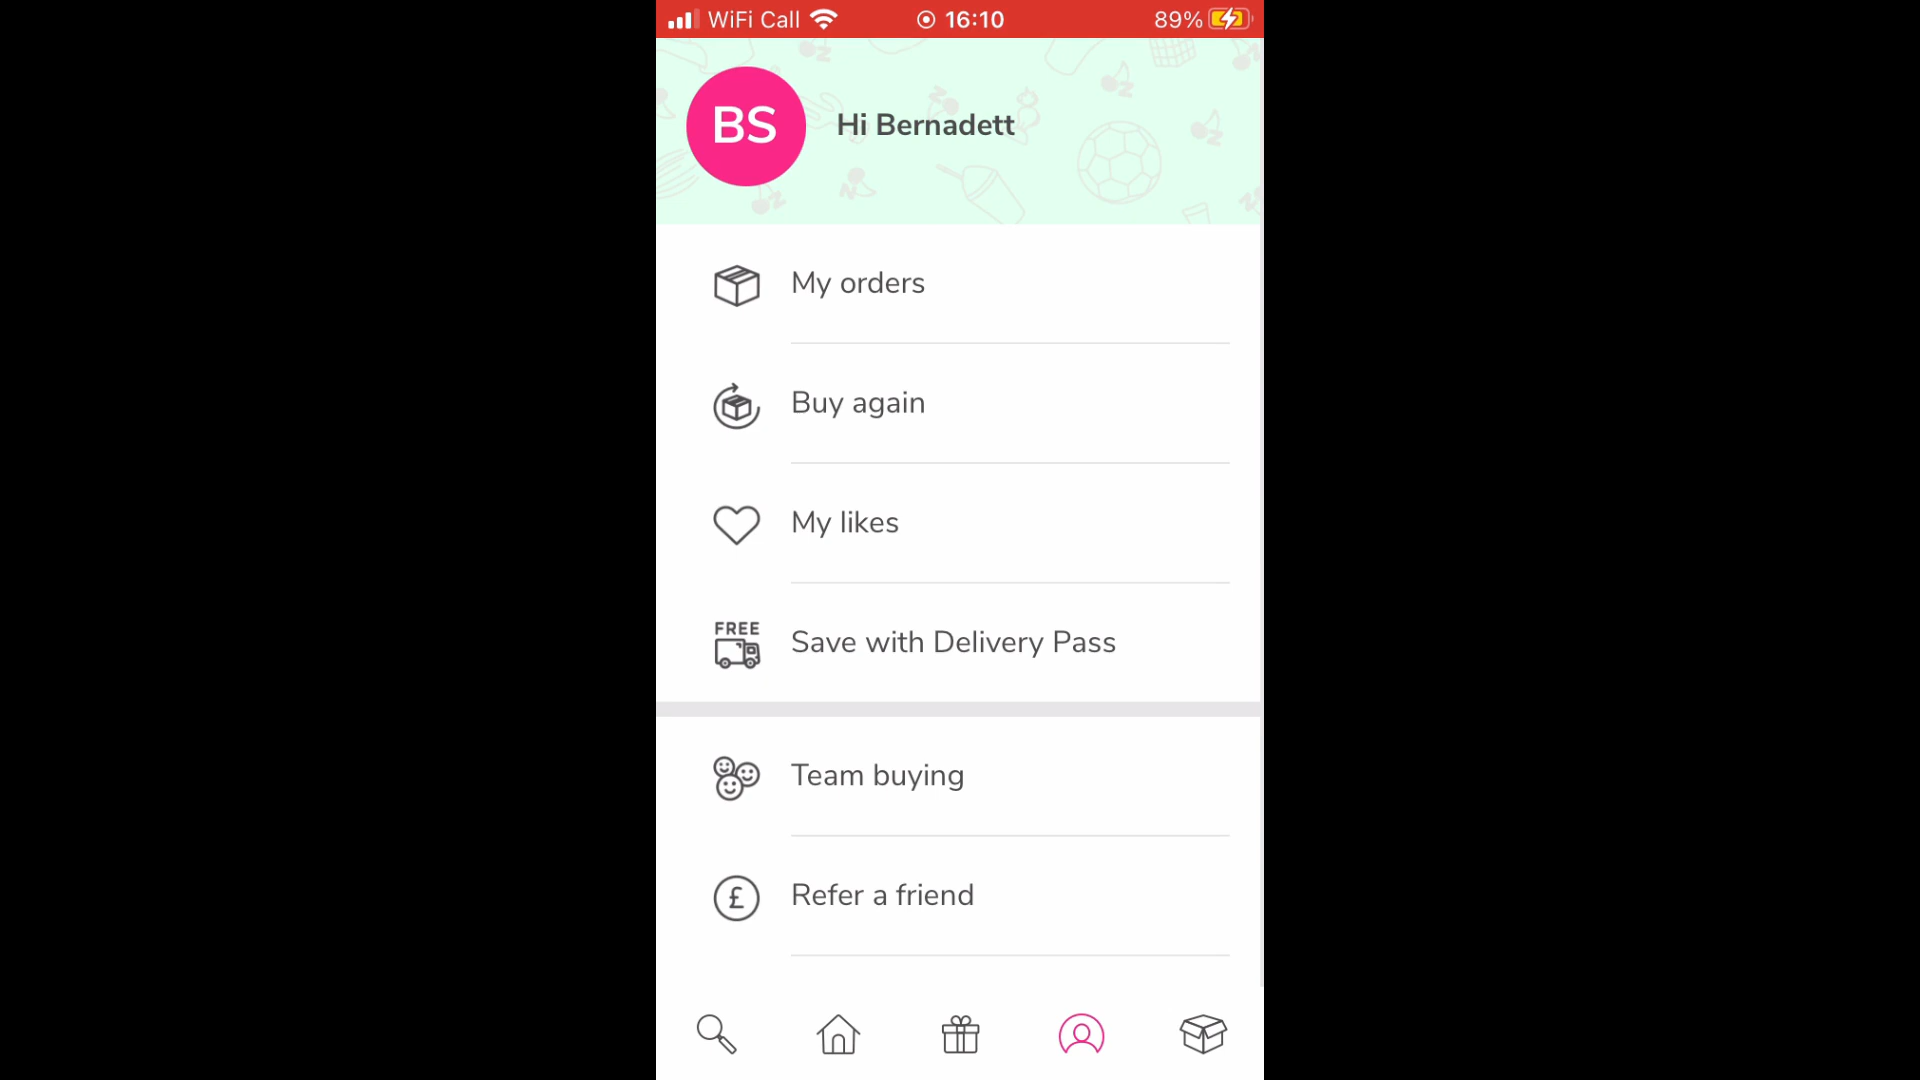 WiFi Call 16:10 89%
BS
Hi Bernadett
My orders
Buy again
My likes
FREE
Save with Delivery Pass
Team buying
£
Refer a friend